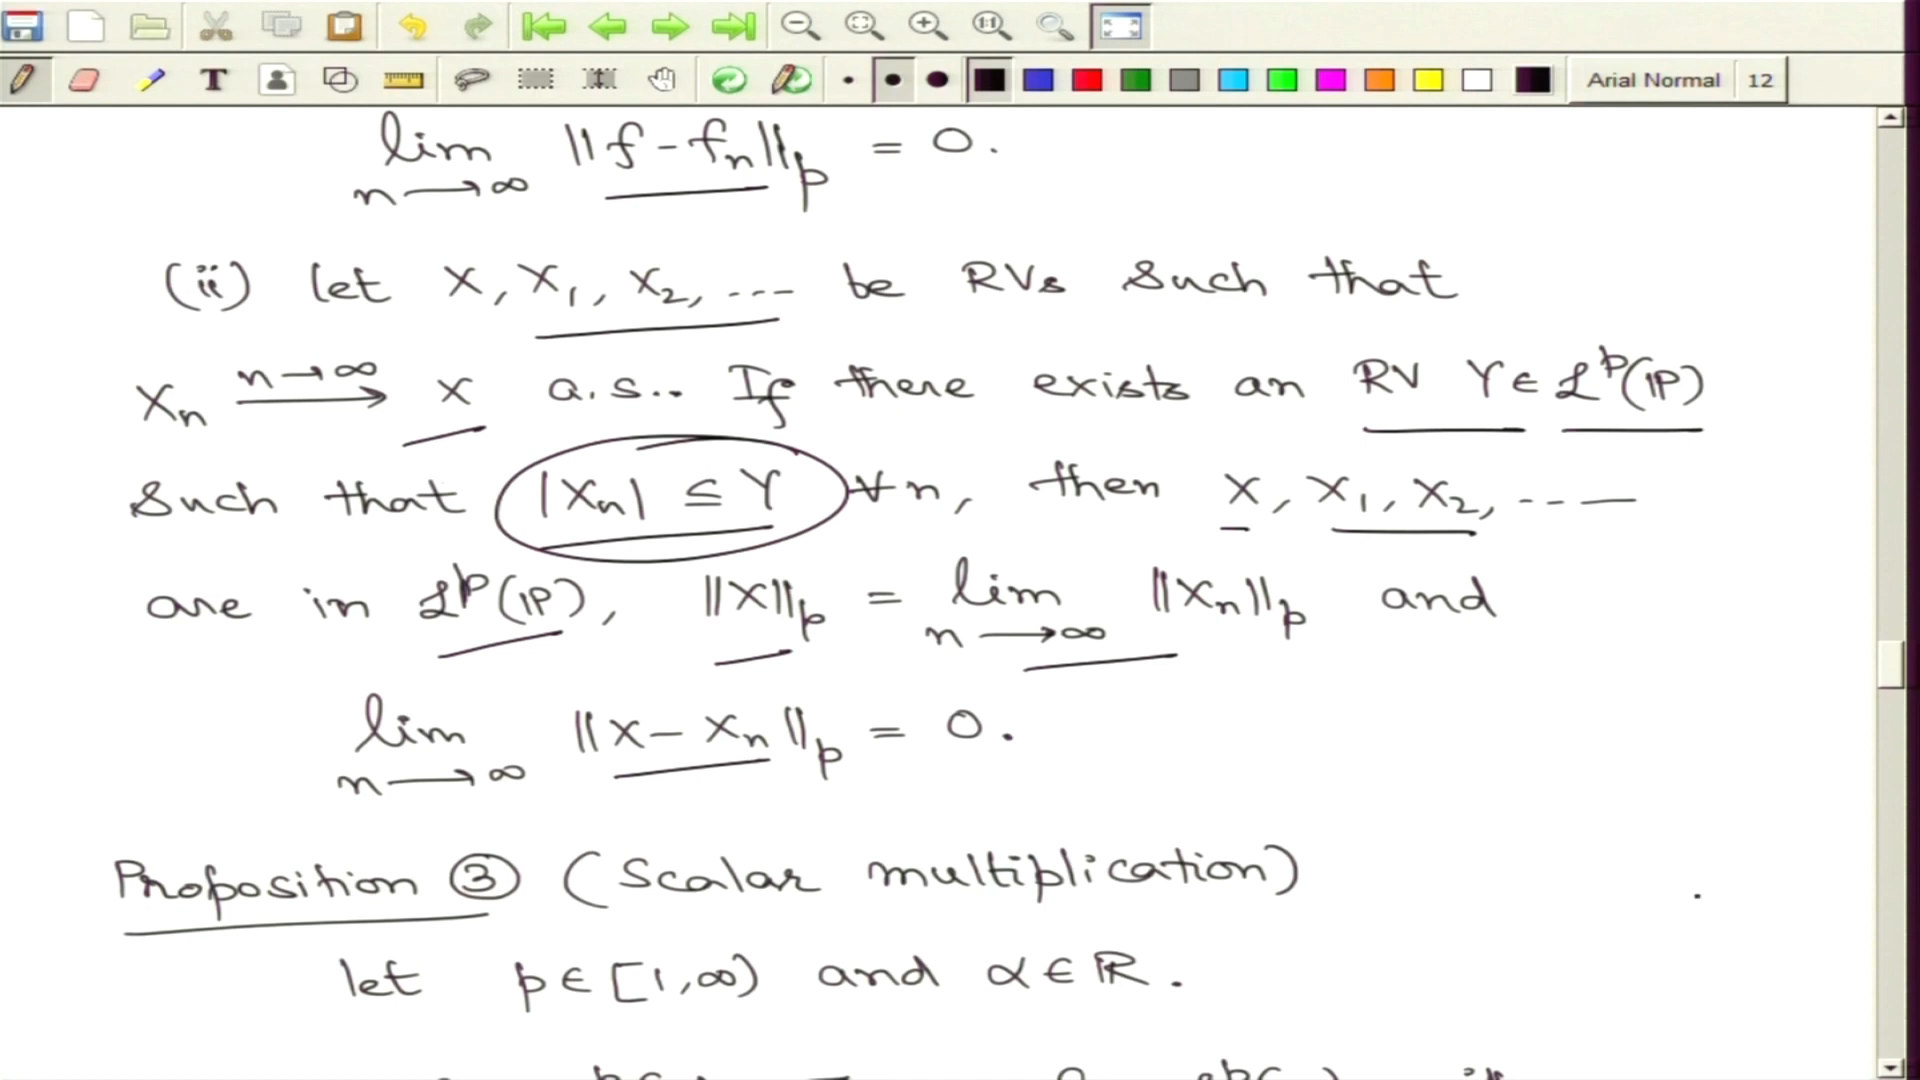 T 1:1 Arial Normal 12
lim n→∞ ||f - fn||p = 0.
(ii) let X, X1, X2, ... be RVs such that
Xn n→∞ → X a.s.. If there exists an RV Y ∈ ℒ^p(ℙ)
such that |Xn| ≤ Y ∀n, then X, X1, X2, ...
are in ℒ^p(ℙ), ||X||p = lim n→∞ ||Xn||p and
lim n→∞ ||X - Xn||p = 0.
Proposition ③ (Scalar multiplication)
let p ∈ [1,∞) and α ∈ ℝ.